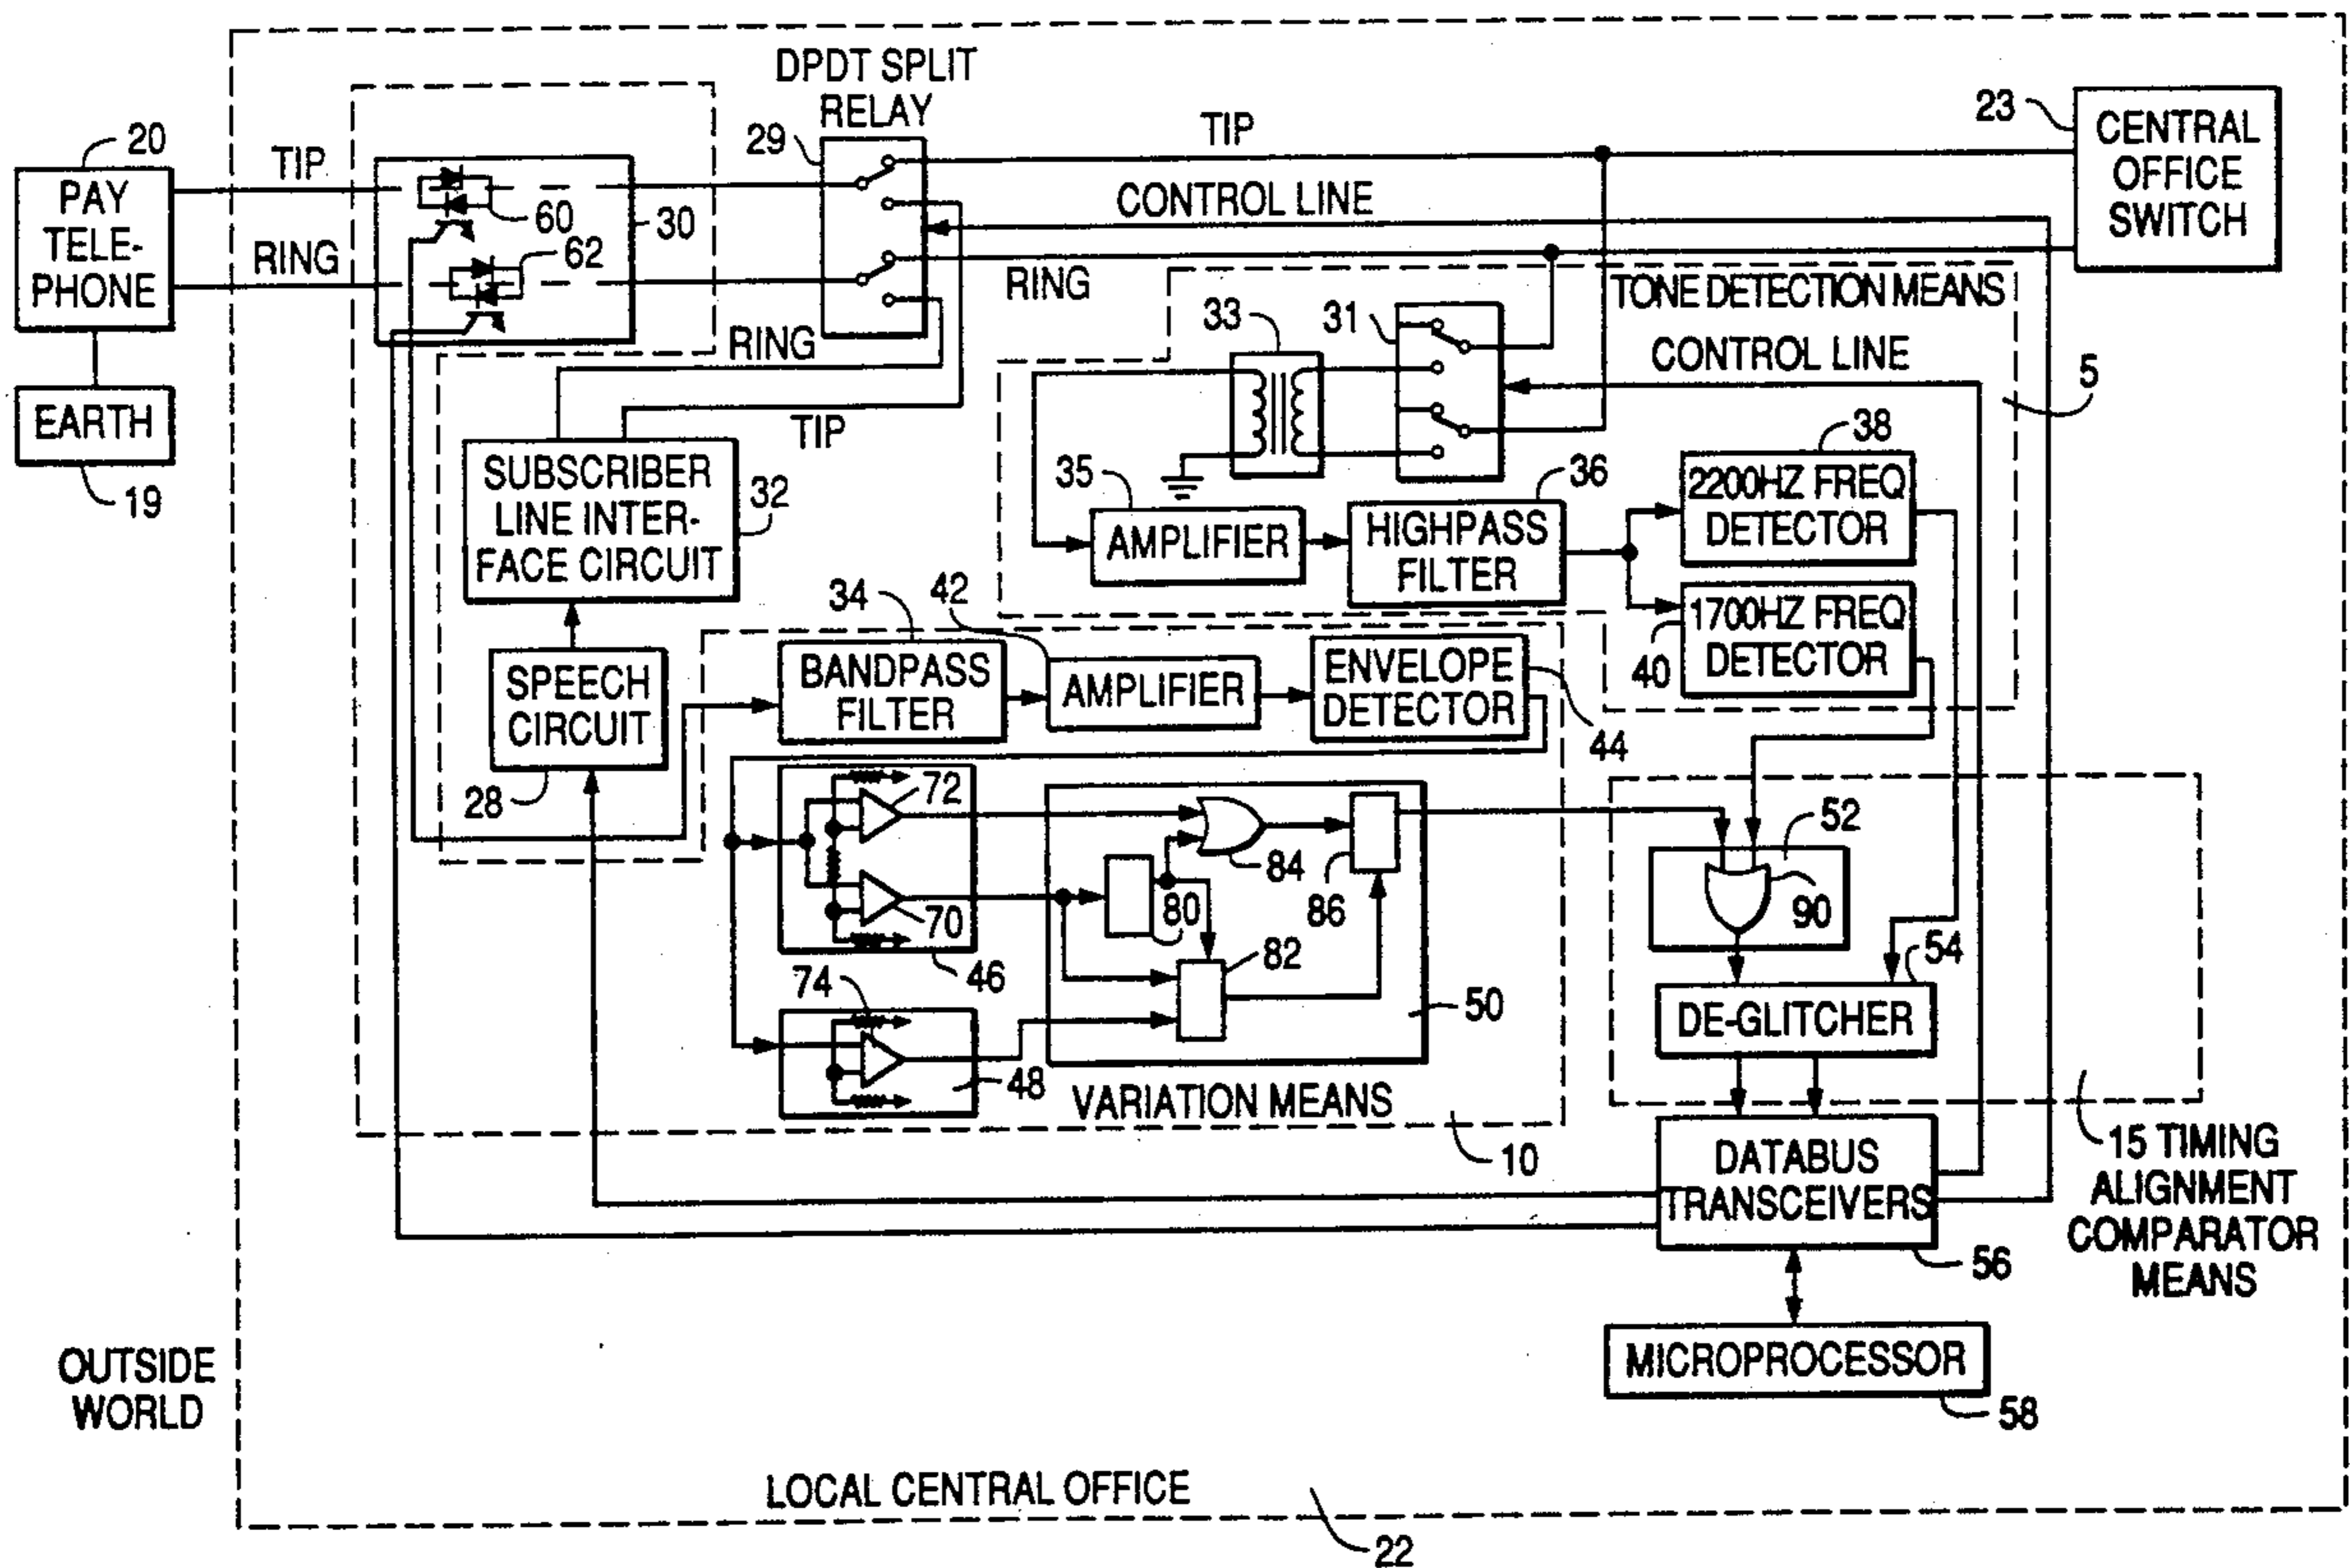 DPDT SPLIT
RELAY
20
PAY
TELE-
PHONE
TIP
RING
EARTH
19
60
62
30
29
TIP
CONTROL LINE
RING
23
CENTRAL
OFFICE
SWITCH
TONE DETECTION MEANS
33
31
CONTROL LINE
5
RING
TIP
SUBSCRIBER
LINE INTER-
FACE CIRCUIT
32
35
AMPLIFIER
36
HIGHPASS
FILTER
38
2200HZ FREQ
DETECTOR
40
1700HZ FREQ
DETECTOR
SPEECH
CIRCUIT
28
34
BANDPASS
FILTER
42
AMPLIFIER
ENVELOPE
DETECTOR
44
72
70
46
74
48
80
82
84
86
50
VARIATION MEANS
10
52
90
54
DE-GLITCHER
15 TIMING
ALIGNMENT
COMPARATOR
MEANS
DATABUS
TRANSCEIVERS
56
MICROPROCESSOR
58
OUTSIDE
WORLD
LOCAL CENTRAL OFFICE
22